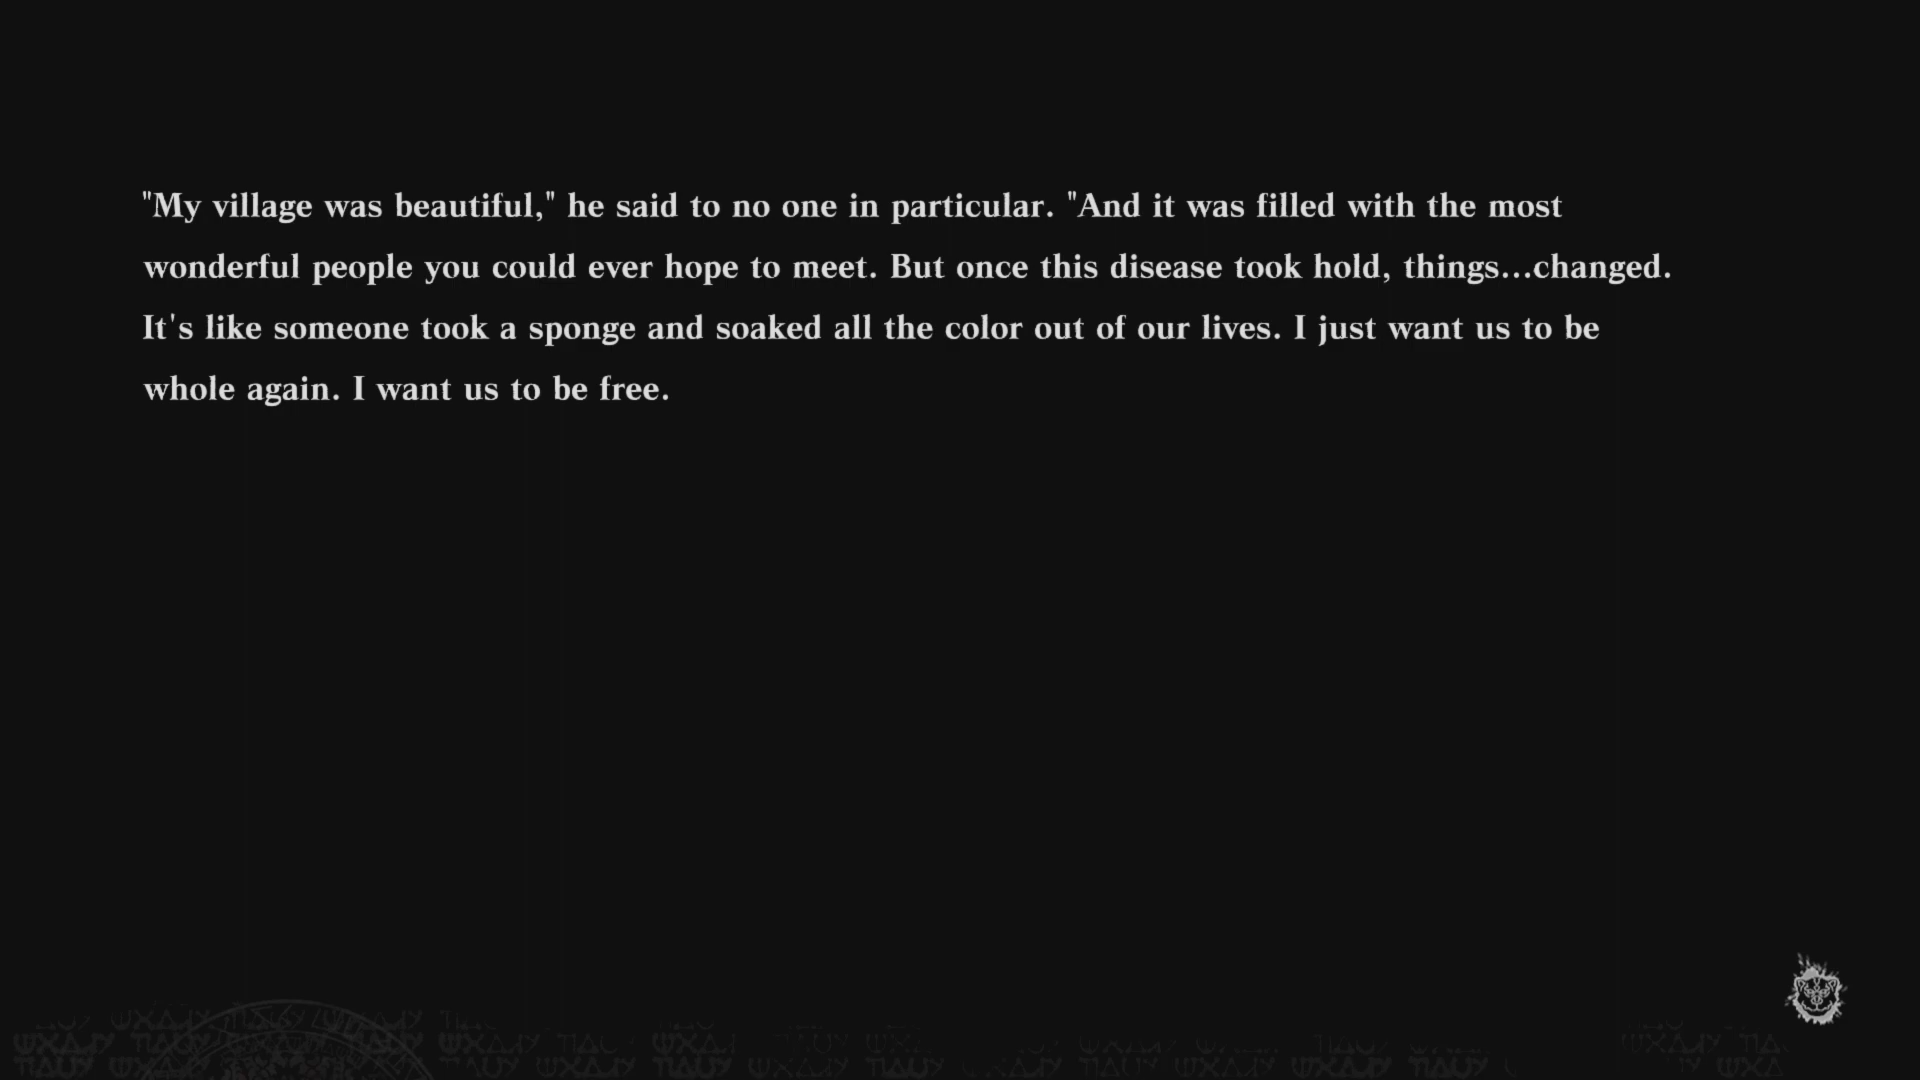 "My village was beautiful," he said to no one in particular. "And it was filled with the most
wonderful people you could ever hope to meet. But once this disease took hold, things...changed.
It's like someone took a sponge and soaked all the color out of our lives. I just want us to be
whole again. I want us to be free.